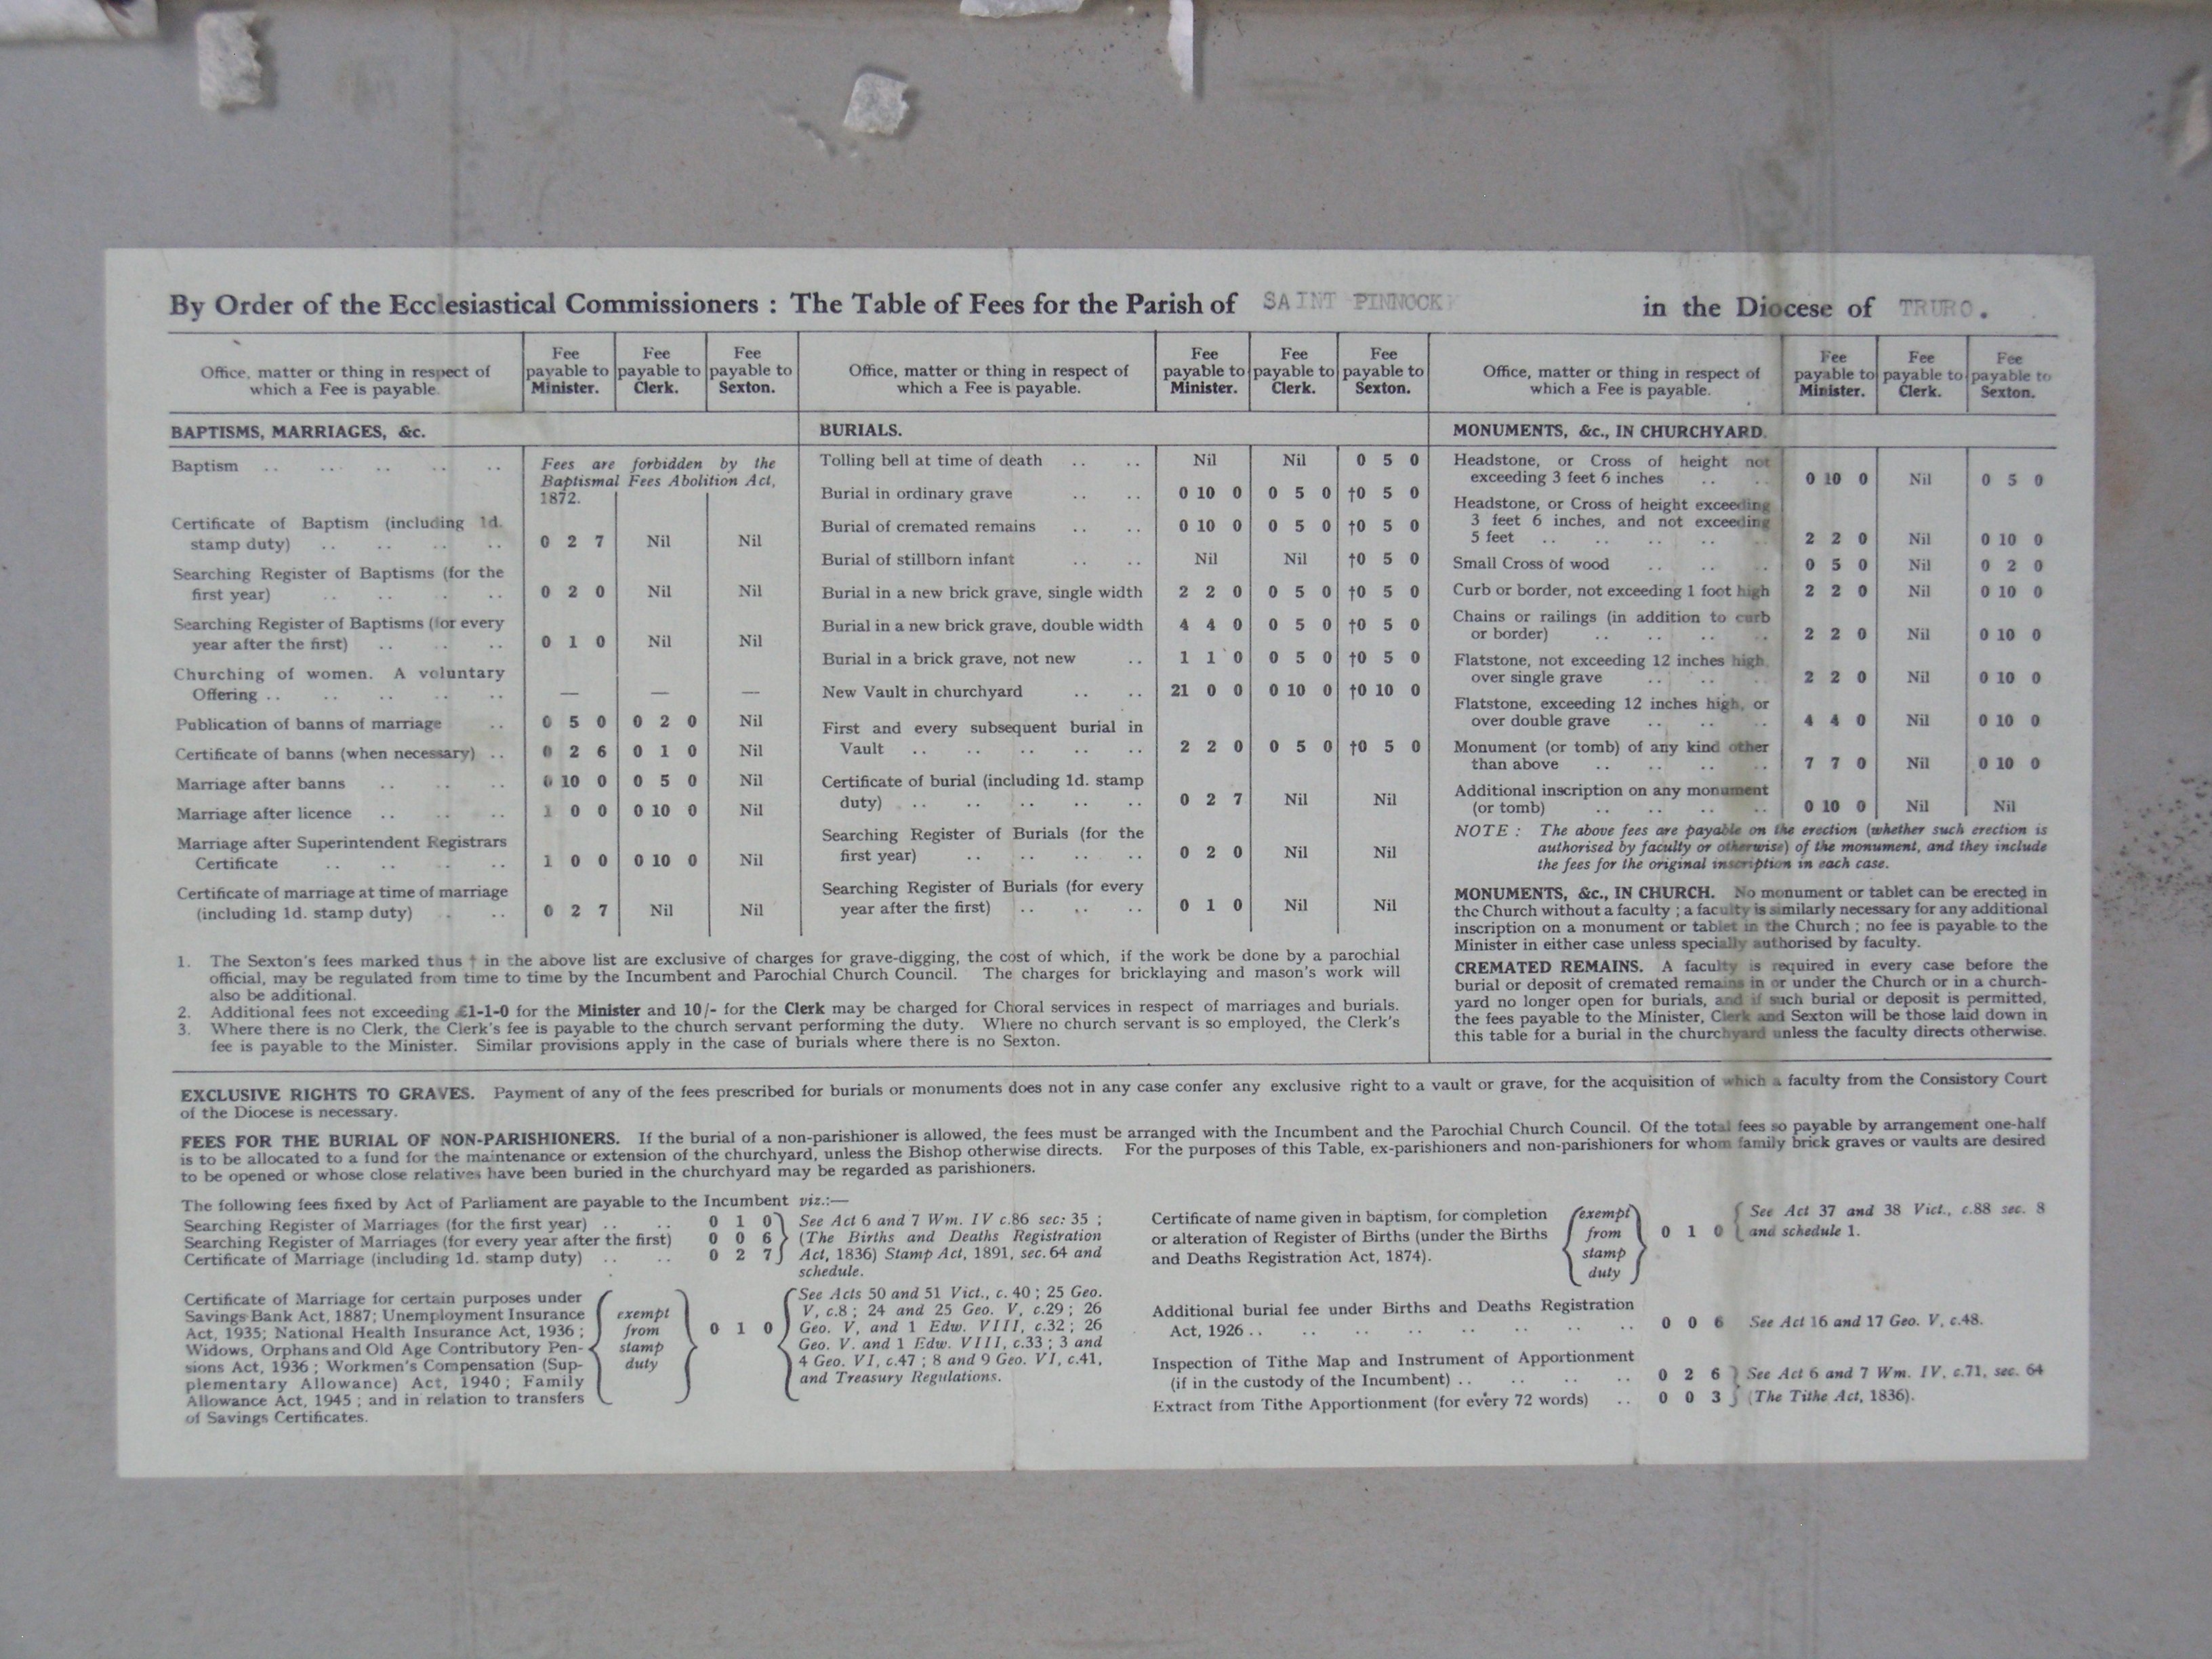 By Order of the Ecclesiastical Commissioners : The Table of Fees for the Parish of SAINT PINNOCK in the Diocese of TRURO.
Office, matter or thing in respect of which a Fee is payable. Fee payable to Minister. Fee payable to Clerk. Fee payable to Sexton.
BAPTISMS, MARRIAGES, &c.
Baptism .. .. .. .. .. Fees are forbidden by the
Baptismal Fees Abolition Act,
1872.
Certificate of Baptism (including 1d.
stamp duty) .. .. .. .. 0 2 7 Nil Nil
Searching Register of Baptisms (for the
first year) .. .. .. .. 0 2 0 Nil Nil
Searching Register of Baptisms (for every
year after the first) .. .. .. 0 1 0 Nil Nil
Churching of women. A voluntary
Offering .. .. .. .. .. — — —
Publication of banns of marriage .. 0 5 0 0 2 0 Nil
Certificate of banns (when necessary) .. 0 2 6 0 1 0 Nil
Marriage after banns .. .. .. 0 10 0 0 5 0 Nil
Marriage after licence .. .. .. 1 0 0 0 10 0 Nil
Marriage after Superintendent Registrars
Certificate .. .. .. .. 1 0 0 0 10 0 Nil
Certificate of marriage at time of marriage
(including 1d. stamp duty) . .. 0 2 7 Nil Nil
Office, matter or thing in respect of which a Fee is payable. Fee payable to Minister. Fee payable to Clerk. Fee payable to Sexton.
BURIALS.
Tolling bell at time of death .. .. Nil Nil 0 5 0
Burial in ordinary grave .. .. 0 10 0 0 5 0 †0 5 0
Burial of cremated remains .. .. 0 10 0 0 5 0 †0 5 0
Burial of stillborn infant .. .. Nil Nil †0 5 0
Burial in a new brick grave, single width 2 2 0 0 5 0 †0 5 0
Burial in a new brick grave, double width 4 4 0 0 5 0 †0 5 0
Burial in a brick grave, not new .. 1 1 0 0 5 0 †0 5 0
New Vault in churchyard .. .. 21 0 0 0 10 0 †0 10 0
First and every subsequent burial in
Vault .. .. .. .. .. 2 2 0 0 5 0 †0 5 0
Certificate of burial (including 1d. stamp
duty) .. .. .. .. .. 0 2 7 Nil Nil
Searching Register of Burials (for the
first year) .. .. .. .. 0 2 0 Nil Nil
Searching Register of Burials (for every
year after the first) .. .. .. 0 1 0 Nil Nil
1. The Sexton's fees marked thus † in the above list are exclusive of charges for grave-digging, the cost of which, if the work be done by a parochial
official, may be regulated from time to time by the Incumbent and Parochial Church Council. The charges for bricklaying and mason's work will
also be additional.
2. Additional fees not exceeding £1-1-0 for the Minister and 10/- for the Clerk may be charged for Choral services in respect of marriages and burials.
3. Where there is no Clerk, the Clerk's fee is payable to the church servant performing the duty. Where no church servant is so employed, the Clerk's
fee is payable to the Minister. Similar provisions apply in the case of burials where there is no Sexton.
Office, matter or thing in respect of which a Fee is payable. Fee payable to Minister. Fee payable to Clerk. Fee payable to Sexton.
MONUMENTS, &c., IN CHURCHYARD.
Headstone, or Cross of height not
exceeding 3 feet 6 inches .. .. 0 10 0 Nil 0 5 0
Headstone, or Cross of height exceeding
3 feet 6 inches, and not exceeding
5 feet .. .. .. .. .. 2 2 0 Nil 0 10 0
Small Cross of wood .. .. .. 0 5 0 Nil 0 2 0
Curb or border, not exceeding 1 foot high 2 2 0 Nil 0 10 0
Chains or railings (in addition to curb
or border) .. .. .. .. 2 2 0 Nil 0 10 0
Flatstone, not exceeding 12 inches high,
over single grave .. .. .. 2 2 0 Nil 0 10 0
Flatstone, exceeding 12 inches high, or
over double grave .. .. .. 4 4 0 Nil 0 10 0
Monument (or tomb) of any kind other
than above .. .. .. .. 7 7 0 Nil 0 10 0
Additional inscription on any monument
(or tomb) .. .. .. .. 0 10 0 Nil Nil
NOTE : The above fees are payable on the erection (whether such erection is
authorised by faculty or otherwise) of the monument, and they include
the fees for the original inscription in each case.
MONUMENTS, &c., IN CHURCH. No monument or tablet can be erected in
the Church without a faculty ; a faculty is similarly necessary for any additional
inscription on a monument or tablet in the Church ; no fee is payable to the
Minister in either case unless specially authorised by faculty.
CREMATED REMAINS. A faculty is required in every case before the
burial or deposit of cremated remains in or under the Church or in a church-
yard no longer open for burials, and if such burial or deposit is permitted,
the fees payable to the Minister, Clerk and Sexton will be those laid down in
this table for a burial in the churchyard unless the faculty directs otherwise.
EXCLUSIVE RIGHTS TO GRAVES. Payment of any of the fees prescribed for burials or monuments does not in any case confer any exclusive right to a vault or grave, for the acquisition of which a faculty from the Consistory Court
of the Diocese is necessary.
FEES FOR THE BURIAL OF NON-PARISHIONERS. If the burial of a non-parishioner is allowed, the fees must be arranged with the Incumbent and the Parochial Church Council. Of the total fees so payable by arrangement one-half
is to be allocated to a fund for the maintenance or extension of the churchyard, unless the Bishop otherwise directs. For the purposes of this Table, ex-parishioners and non-parishioners for whom family brick graves or vaults are desired
to be opened or whose close relatives have been buried in the churchyard may be regarded as parishioners.
The following fees fixed by Act of Parliament are payable to the Incumbent viz.:—
Searching Register of Marriages (for the first year) .. .. 0 1 0
Searching Register of Marriages (for every year after the first) 0 0 6
Certificate of Marriage (including 1d. stamp duty) .. .. 0 2 7
See Act 6 and 7 Wm. IV c.86 sec: 35 ;
(The Births and Deaths Registration
Act, 1836) Stamp Act, 1891, sec. 64 and
schedule.
Certificate of Marriage for certain purposes under
Savings Bank Act, 1887; Unemployment Insurance
Act, 1935; National Health Insurance Act, 1936 ;
Widows, Orphans and Old Age Contributory Pen-
sions Act, 1936 ; Workmen's Compensation (Sup-
plementary Allowance) Act, 1940 ; Family
Allowance Act, 1945 ; and in relation to transfers
of Savings Certificates.
exempt
from
stamp
duty
0 1 0
See Acts 50 and 51 Vict., c. 40 ; 25 Geo.
V, c.8 ; 24 and 25 Geo. V, c.29 ; 26
Geo. V, and 1 Edw. VIII, c.32 ; 26
Geo. V. and 1 Edw. VIII, c.33 ; 3 and
4 Geo. VI, c.47 ; 8 and 9 Geo. VI, c.41,
and Treasury Regulations.
Certificate of name given in baptism, for completion
or alteration of Register of Births (under the Births
and Deaths Registration Act, 1874).
exempt
from
stamp
duty
0 1 0
See Act 37 and 38 Vict., c.88 sec. 8
and schedule 1.
Additional burial fee under Births and Deaths Registration
Act, 1926 .. .. .. .. .. .. .. .. 0 0 6 See Act 16 and 17 Geo. V, c.48.
Inspection of Tithe Map and Instrument of Apportionment
(if in the custody of the Incumbent) .. .. .. .. 0 2 6 See Act 6 and 7 Wm. IV, c.71, sec. 64
Extract from Tithe Apportionment (for every 72 words) .. 0 0 3 (The Tithe Act, 1836).